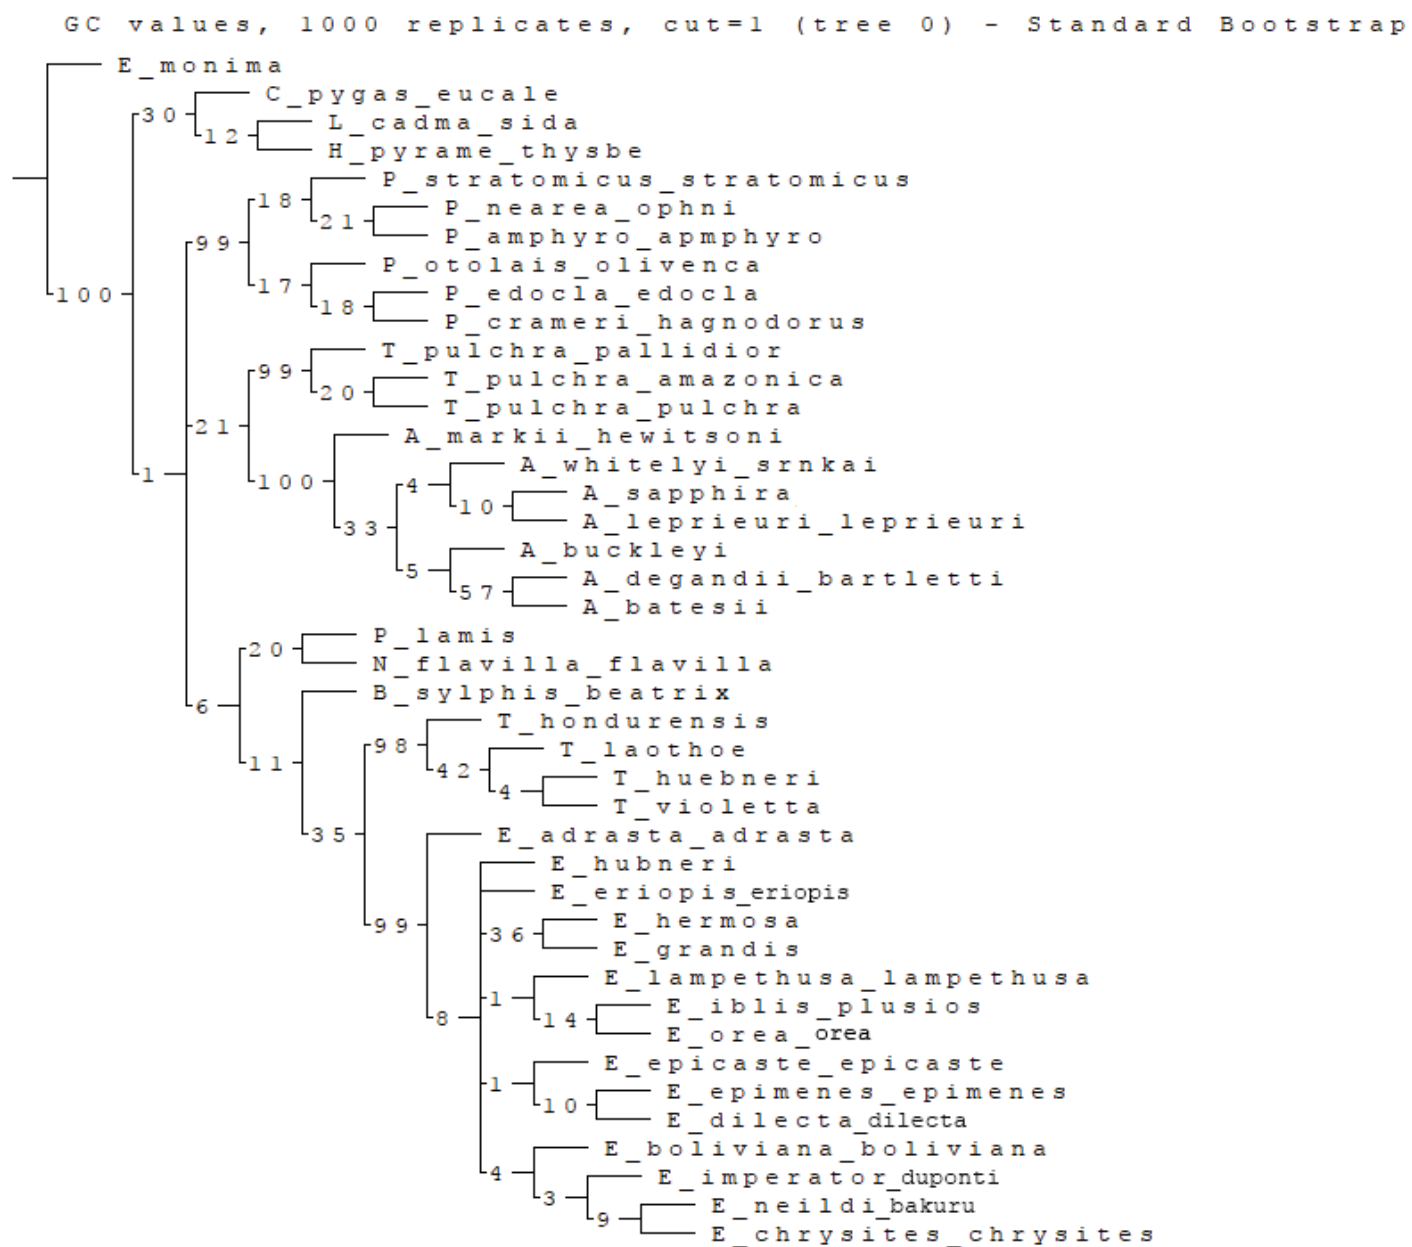 GC values, 1000 replicates, cut=1 (tree 0) - Standard Bootstrap
E_monima
C_pygas_eucale
30
L_cadma_sida
12
H_pyrame_thysbe
P_stratomicus_stratomicus
18
P_nearea_ophni
21
P_amphyro_apmphyro
99
P_otolais_olivenca
17
P_edocla_edocla
100
18
P_crameri_hagnodorus
T_pulchra_pallidior
99
T_pulchra_amazonica
20
T_pulchra_pulchra
21
A_markii_hewitsoni
A_whitelyi_srnkai
1
100
4
A_sapphira
10
A_leprieuri_leprieuri
33
A_buckleyi
5
A_degandii_bartletti
57
A_batesii
P_lamis
20
N_flavilla_flavilla
B_sylphis_beatrix
6
T_hondurensis
98
T_laothoe
11
42
T_huebneri
4
T_violetta
35
E_adrasta_adrasta
E_hubneri
E_eriopis_eriopis
99
E_hermosa
36
E_grandis
E_lampethusa_lampethusa
1
E_iblis_plusios
8
14
E_orea_orea
E_epicaste_epicaste
1
E_epimenes_epimenes
10
E_dilecta_dilecta
E_boliviana_boliviana
4
E_imperator_duponti
3
E_neildi_bakuru
9
E_chrysites_chrysites